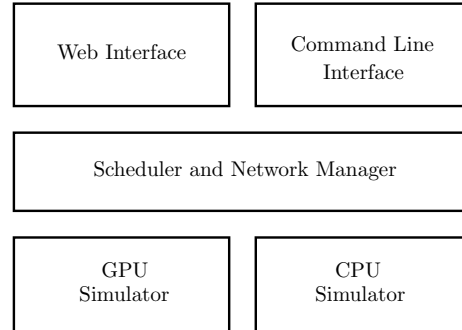 Web Interface
Command Line
Interface
Scheduler and Network Manager
GPU
Simulator
CPU
Simulator